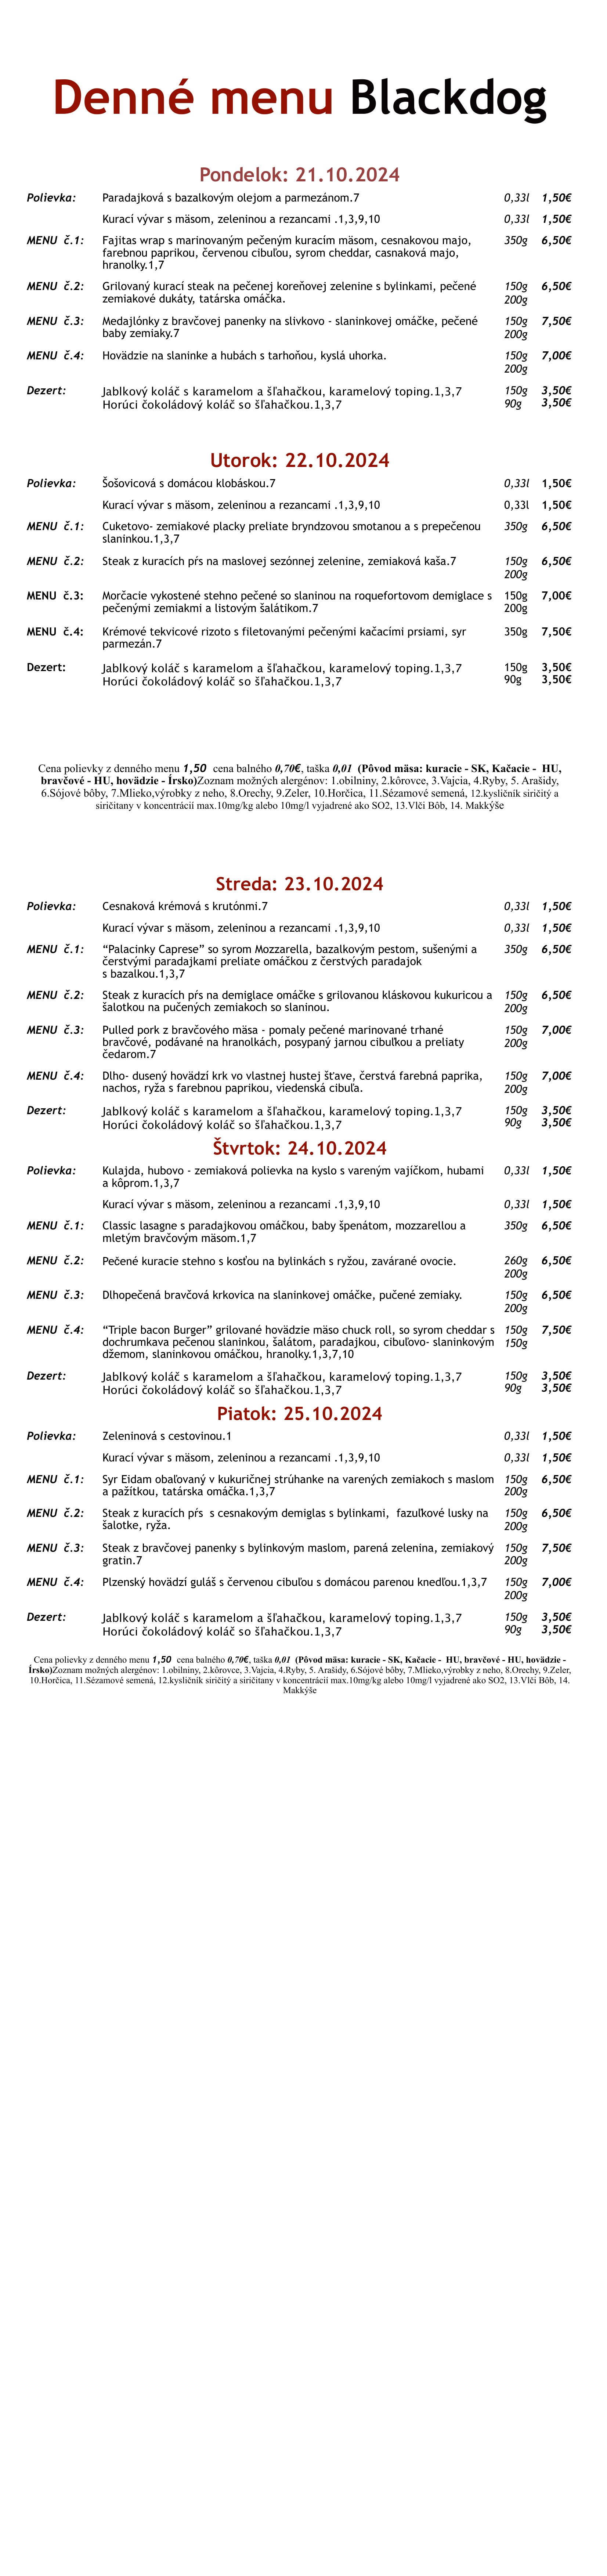 Denné menu Blackdog
Pondelok: 21.10.2024
Polievka: Paradajková s bazalkovým olejom a parmezánom.7 0,33l 1,50€
Kurací vývar s mäsom, zeleninou a rezancami .1,3,9,10 0,33l 1,50€
MENU č.1: Fajitas wrap s marinovaným pečeným kuracím mäsom, cesnakovou majo, 350g 6,50€
farebnou paprikou, červenou cibuľou, syrom cheddar, casnaková majo,
hranolky.1,7
MENU č.2: Grilovaný kurací steak na pečenej koreňovej zelenine s bylinkami, pečené 150g 6,50€
zemiakové dukáty, tatárska omáčka. 200g
MENU č.3: Medajlónky z bravčovej panenky na slivkovo - slaninkovej omáčke, pečené 150g 7,50€
baby zemiaky.7 200g
MENU č.4: Hovädzie na slaninke a hubách s tarhoňou, kyslá uhorka. 150g 7,00€
200g
Dezert: Jablkový koláč s karamelom a šľahačkou, karamelový toping.1,3,7 150g 3,50€
Horúci čokoládový koláč so šľahačkou.1,3,7 90g 3,50€
Utorok: 22.10.2024
Polievka: Šošovicová s domácou klobáskou.7 0,33l 1,50€
Kurací vývar s mäsom, zeleninou a rezancami .1,3,9,10 0,33l 1,50€
MENU č.1: Cuketovo- zemiakové placky preliate bryndzovou smotanou a s prepečenou 350g 6,50€
slaninkou.1,3,7
MENU č.2: Steak z kuracích pŕs na maslovej sezónnej zelenine, zemiaková kaša.7 150g 6,50€
200g
MENU č.3: Morčacie vykostené stehno pečené so slaninou na roquefortovom demiglace s 150g 7,00€
pečenými zemiakmi a listovým šalátikom.7 200g
MENU č.4: Krémové tekvicové rizoto s filetovanými pečenými kačacími prsiami, syr 350g 7,50€
parmezán.7
Dezert: Jablkový koláč s karamelom a šľahačkou, karamelový toping.1,3,7 150g 3,50€
Horúci čokoládový koláč so šľahačkou.1,3,7 90g 3,50€
Cena polievky z denného menu 1,50 cena balného 0,70€, taška 0,01 (Pôvod mäsa: kuracie - SK, Kačacie - HU,
bravčové - HU, hovädzie - Írsko)Zoznam možných alergénov: 1.obilniny, 2.kôrovce, 3.Vajcia, 4.Ryby, 5. Arašidy,
6.Sójové bôby, 7.Mlieko,výrobky z neho, 8.Orechy, 9.Zeler, 10.Horčica, 11.Sézamové semená, 12.kysličník siričitý a
siričitany v koncentrácií max.10mg/kg alebo 10mg/l vyjadrené ako SO2, 13.Vlči Bôb, 14. Makkýše
Streda: 23.10.2024
Polievka: Cesnaková krémová s krutónmi.7 0,33l 1,50€
Kurací vývar s mäsom, zeleninou a rezancami .1,3,9,10 0,33l 1,50€
MENU č.1: “Palacinky Caprese” so syrom Mozzarella, bazalkovým pestom, sušenými a 350g 6,50€
čerstvými paradajkami preliate omáčkou z čerstvých paradajok
s bazalkou.1,3,7
MENU č.2: Steak z kuracích pŕs na demiglace omáčke s grilovanou kláskovou kukuricou a 150g 6,50€
šalotkou na pučených zemiakoch so slaninou. 200g
MENU č.3: Pulled pork z bravčového mäsa - pomaly pečené marinované trhané 150g 7,00€
bravčové, podávané na hranolkách, posypaný jarnou cibuľkou a preliaty 200g
čedarom.7
MENU č.4: Dlho- dusený hovädzí krk vo vlastnej hustej šťave, čerstvá farebná paprika, 150g 7,00€
nachos, ryža s farebnou paprikou, viedenská cibuľa. 200g
Dezert: Jablkový koláč s karamelom a šľahačkou, karamelový toping.1,3,7 150g 3,50€
Horúci čokoládový koláč so šľahačkou.1,3,7 90g 3,50€
Štvrtok: 24.10.2024
Polievka: Kulajda, hubovo - zemiaková polievka na kyslo s vareným vajíčkom, hubami 0,33l 1,50€
a kôprom.1,3,7
Kurací vývar s mäsom, zeleninou a rezancami .1,3,9,10 0,33l 1,50€
MENU č.1: Classic lasagne s paradajkovou omáčkou, baby špenátom, mozzarellou a 350g 6,50€
mletým bravčovým mäsom.1,7
MENU č.2: Pečené kuracie stehno s kosťou na bylinkách s ryžou, zavárané ovocie. 260g 6,50€
200g
MENU č.3: Dlhopečená bravčová krkovica na slaninkovej omáčke, pučené zemiaky. 150g 6,50€
200g
MENU č.4: “Triple bacon Burger” grilované hovädzie mäso chuck roll, so syrom cheddar s 150g 7,50€
dochrumkava pečenou slaninkou, šalátom, paradajkou, cibuľovo- slaninkovým 150g
džemom, slaninkovou omáčkou, hranolky.1,3,7,10
Dezert: Jablkový koláč s karamelom a šľahačkou, karamelový toping.1,3,7 150g 3,50€
Horúci čokoládový koláč so šľahačkou.1,3,7 90g 3,50€
Piatok: 25.10.2024
Polievka: Zeleninová s cestovinou.1 0,33l 1,50€
Kurací vývar s mäsom, zeleninou a rezancami .1,3,9,10 0,33l 1,50€
MENU č.1: Syr Eidam obaľovaný v kukuričnej strúhanke na varených zemiakoch s maslom 150g 6,50€
a pažítkou, tatárska omáčka.1,3,7 200g
MENU č.2: Steak z kuracích pŕs s cesnakovým demiglas s bylinkami, fazuľkové lusky na 150g 6,50€
šalotke, ryža. 200g
MENU č.3: Steak z bravčovej panenky s bylinkovým maslom, parená zelenina, zemiakový 150g 7,50€
gratin.7 200g
MENU č.4: Plzenský hovädzí guláš s červenou cibuľou s domácou parenou knedľou.1,3,7 150g 7,00€
200g
Dezert: Jablkový koláč s karamelom a šľahačkou, karamelový toping.1,3,7 150g 3,50€
Horúci čokoládový koláč so šľahačkou.1,3,7 90g 3,50€
Cena polievky z denného menu 1,50 cena balného 0,70€, taška 0,01 (Pôvod mäsa: kuracie - SK, Kačacie - HU, bravčové - HU, hovädzie -
Írsko)Zoznam možných alergénov: 1.obilniny, 2.kôrovce, 3.Vajcia, 4.Ryby, 5. Arašidy, 6.Sójové bôby, 7.Mlieko,výrobky z neho, 8.Orechy, 9.Zeler,
10.Horčica, 11.Sézamové semená, 12.kysličník siričitý a siričitany v koncentrácií max.10mg/kg alebo 10mg/l vyjadrené ako SO2, 13.Vlči Bôb, 14.
Makkýše